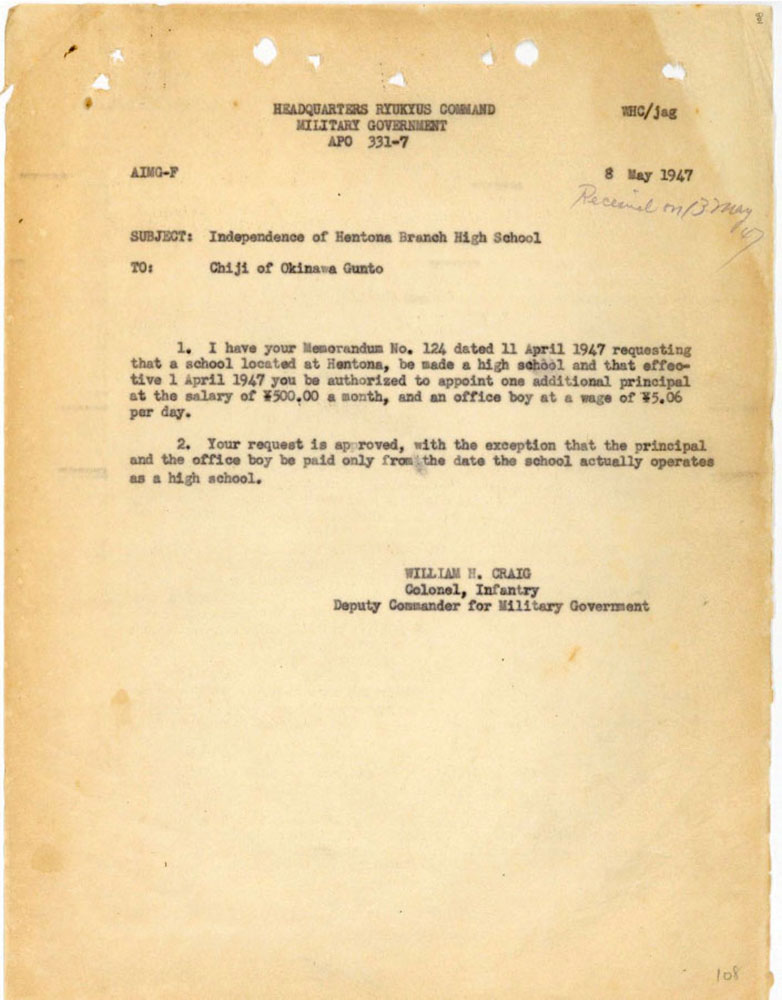 HEADQUARTERS RYUKYUS COMMAND
MILITARY GOVERNMENT
APO 331-7
WHC/jag
AIMG-F
8 May 1947
Received on 13 May
47
SUBJECT: Independence of Hentona Branch High School
TO: Chiji of Okinawa Gunto
1. I have your Memorandum No. 124 dated 11 April 1947 requesting
that a school located at Hentona, be made a high school and that effec-
tive 1 April 1947 you be authorized to appoint one additional principal
at the salary of ¥500.00 a month, and an office boy at a wage of ¥5.06
per day.
2. Your request is approved, with the exception that the principal
and the office boy be paid only from the date the school actually operates
as a high school.
WILLIAM H. CRAIG
Colonel, Infantry
Deputy Commander for Military Government
108